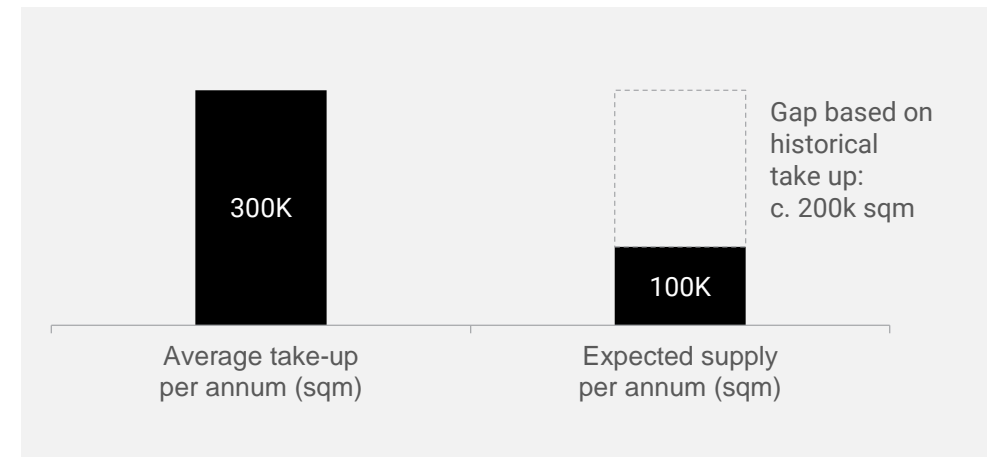 300K
100K
Gap based on
historical
take up:
c. 200k sqm
Average take-up
per annum (sqm)
Expected supply
per annum (sqm)